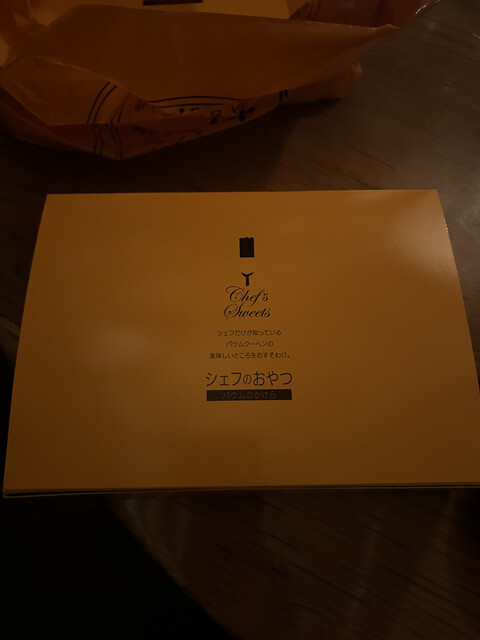 Chef's
Sweets
シェフだけが知っている
バウムクーヘンの
美味しいところをおすそわけ。
シェフのおやつ
バウムのかけら